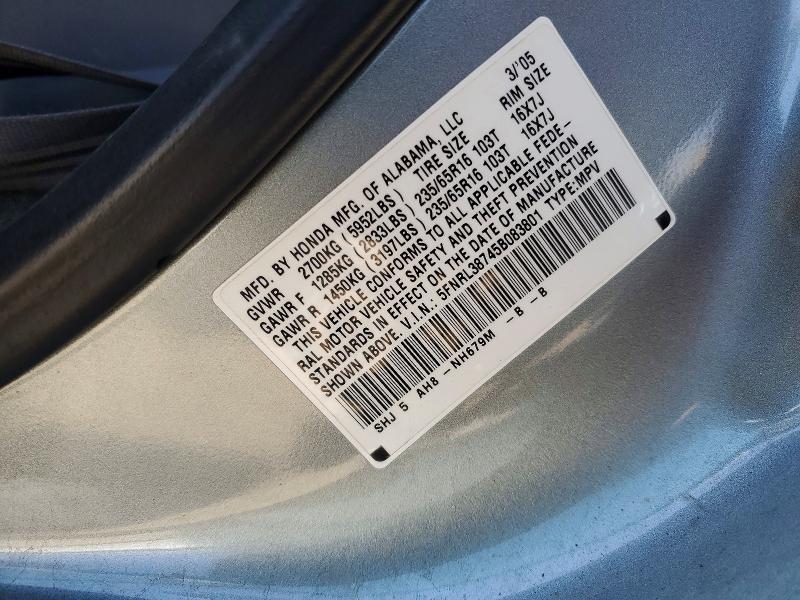 MFD. BY HONDA MFG. OF ALABAMA, LLC 3/'05
GVWR 2700KG (5952LBS) TIRE SIZE RIM SIZE
GAWR F 1285KG (2833LBS) 235/65R16 103T 16X7J
GAWR R 1450KG (3197LBS) 235/65R16 103T 16X7J
THIS VEHICLE CONFORMS TO ALL APPLICABLE FEDE-
RAL MOTOR VEHICLE SAFETY AND THEFT PREVENTION
STANDARDS IN EFFECT ON THE DATE OF MANUFACTURE
SHOWN ABOVE. V.I.N.: 5FNRL38745B083801 TYPE:MPV
SHJ 5 AH8 -NH679M -B -B